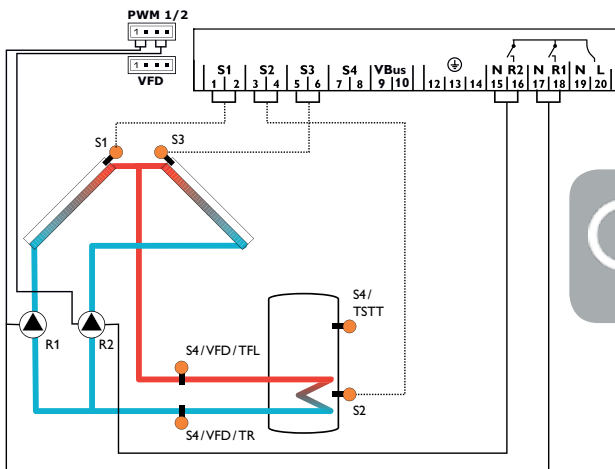 PWM 1/2
1
VFD
1
S1 S2 S3 S4 VBus N R2 N R1 N L
1 2 3 4 5 6 7 8 9 10 12 13 14 15 16 17 18 19 20
S1 S3
S4/
TSTT
R1 R2
S4/VFD/TFL
S2
S4/VFD/TR